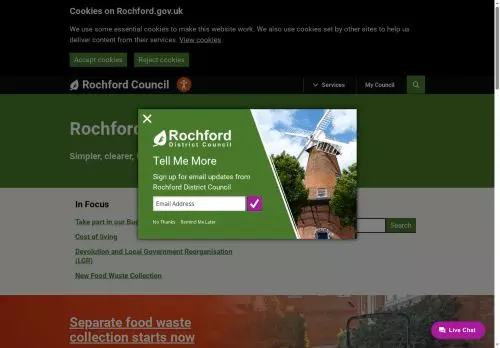 Cookies on Rochford.gov.uk
We use some essential cookies to make this website work. We also use cookies set by other sites to help
us deliver content from their services. View cookies
Accept cookies
Reject cookies
Rochford Council
Services
My Council
Rochford
Simpler, clearer,
Rochford
District Council
Tell Me More
Sign up for email updates from
Rochford District Council
Email Address
No Thanks
Remind Me Later
In Focus
Take part in our
Cost of living
Devolution and Local Government Reorganisation
(LGR)
New Food Waste Collection
Search
Separate food waste
collection starts now
Live Chat